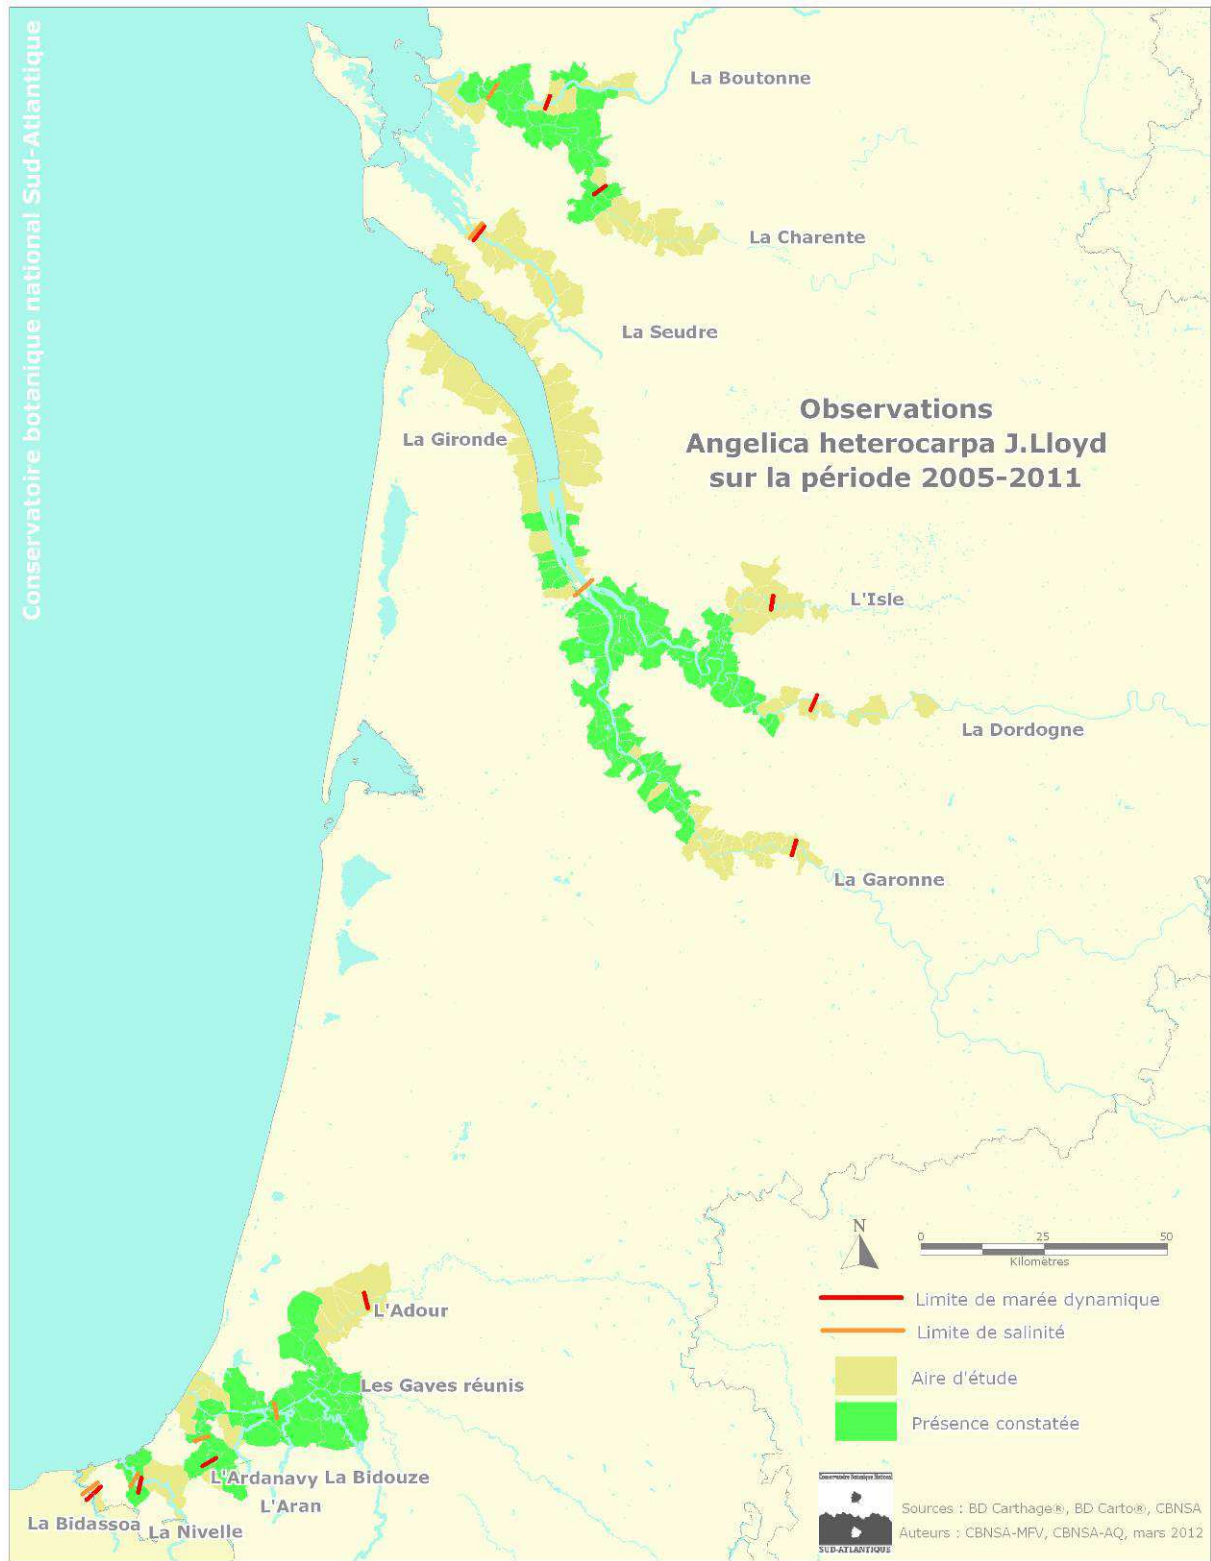 Conservatoire botanique national Sud-Atlantique
La Boutonne
La Charente
La Seudre
Observations
Angelica heterocarpa J.Lloyd
sur la période 2005-2011
La Gironde
L'Isle
La Dordogne
La Garonne
N
0 25 50
Kilomètres
Limite de marée dynamique
L'Adour
Limite de salinité
Les Gaves réunis
Aire d'étude
Présence constatée
L'Ardanavy La Bidouze
L'Aran
La Bidassoa
La Nivelle
Conservatoire Botanique National
SUD-ATLANTIQUE
Sources : BD Carthage®, BD Carto®, CBNSA
Auteurs : CBNSA-MFV, CBNSA-AQ, mars 2012